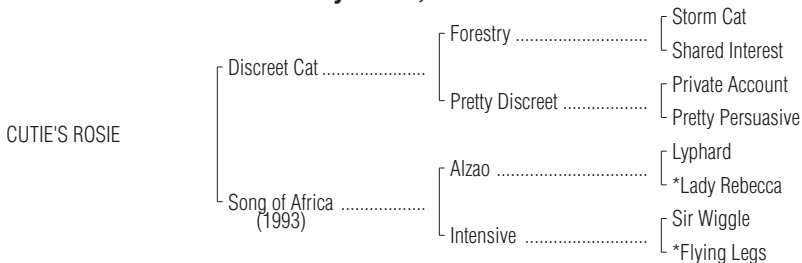 Storm Cat
Forestry ..............................
Shared Interest
Discreet Cat .......................
Private Account
Pretty Discreet ....................
Pretty Persuasive
CUTIE'S ROSIE
Lyphard
Alzao ...................................
*Lady Rebecca
Song of Africa ...................
(1993)
Sir Wiggle
Intensive ............................
*Flying Legs